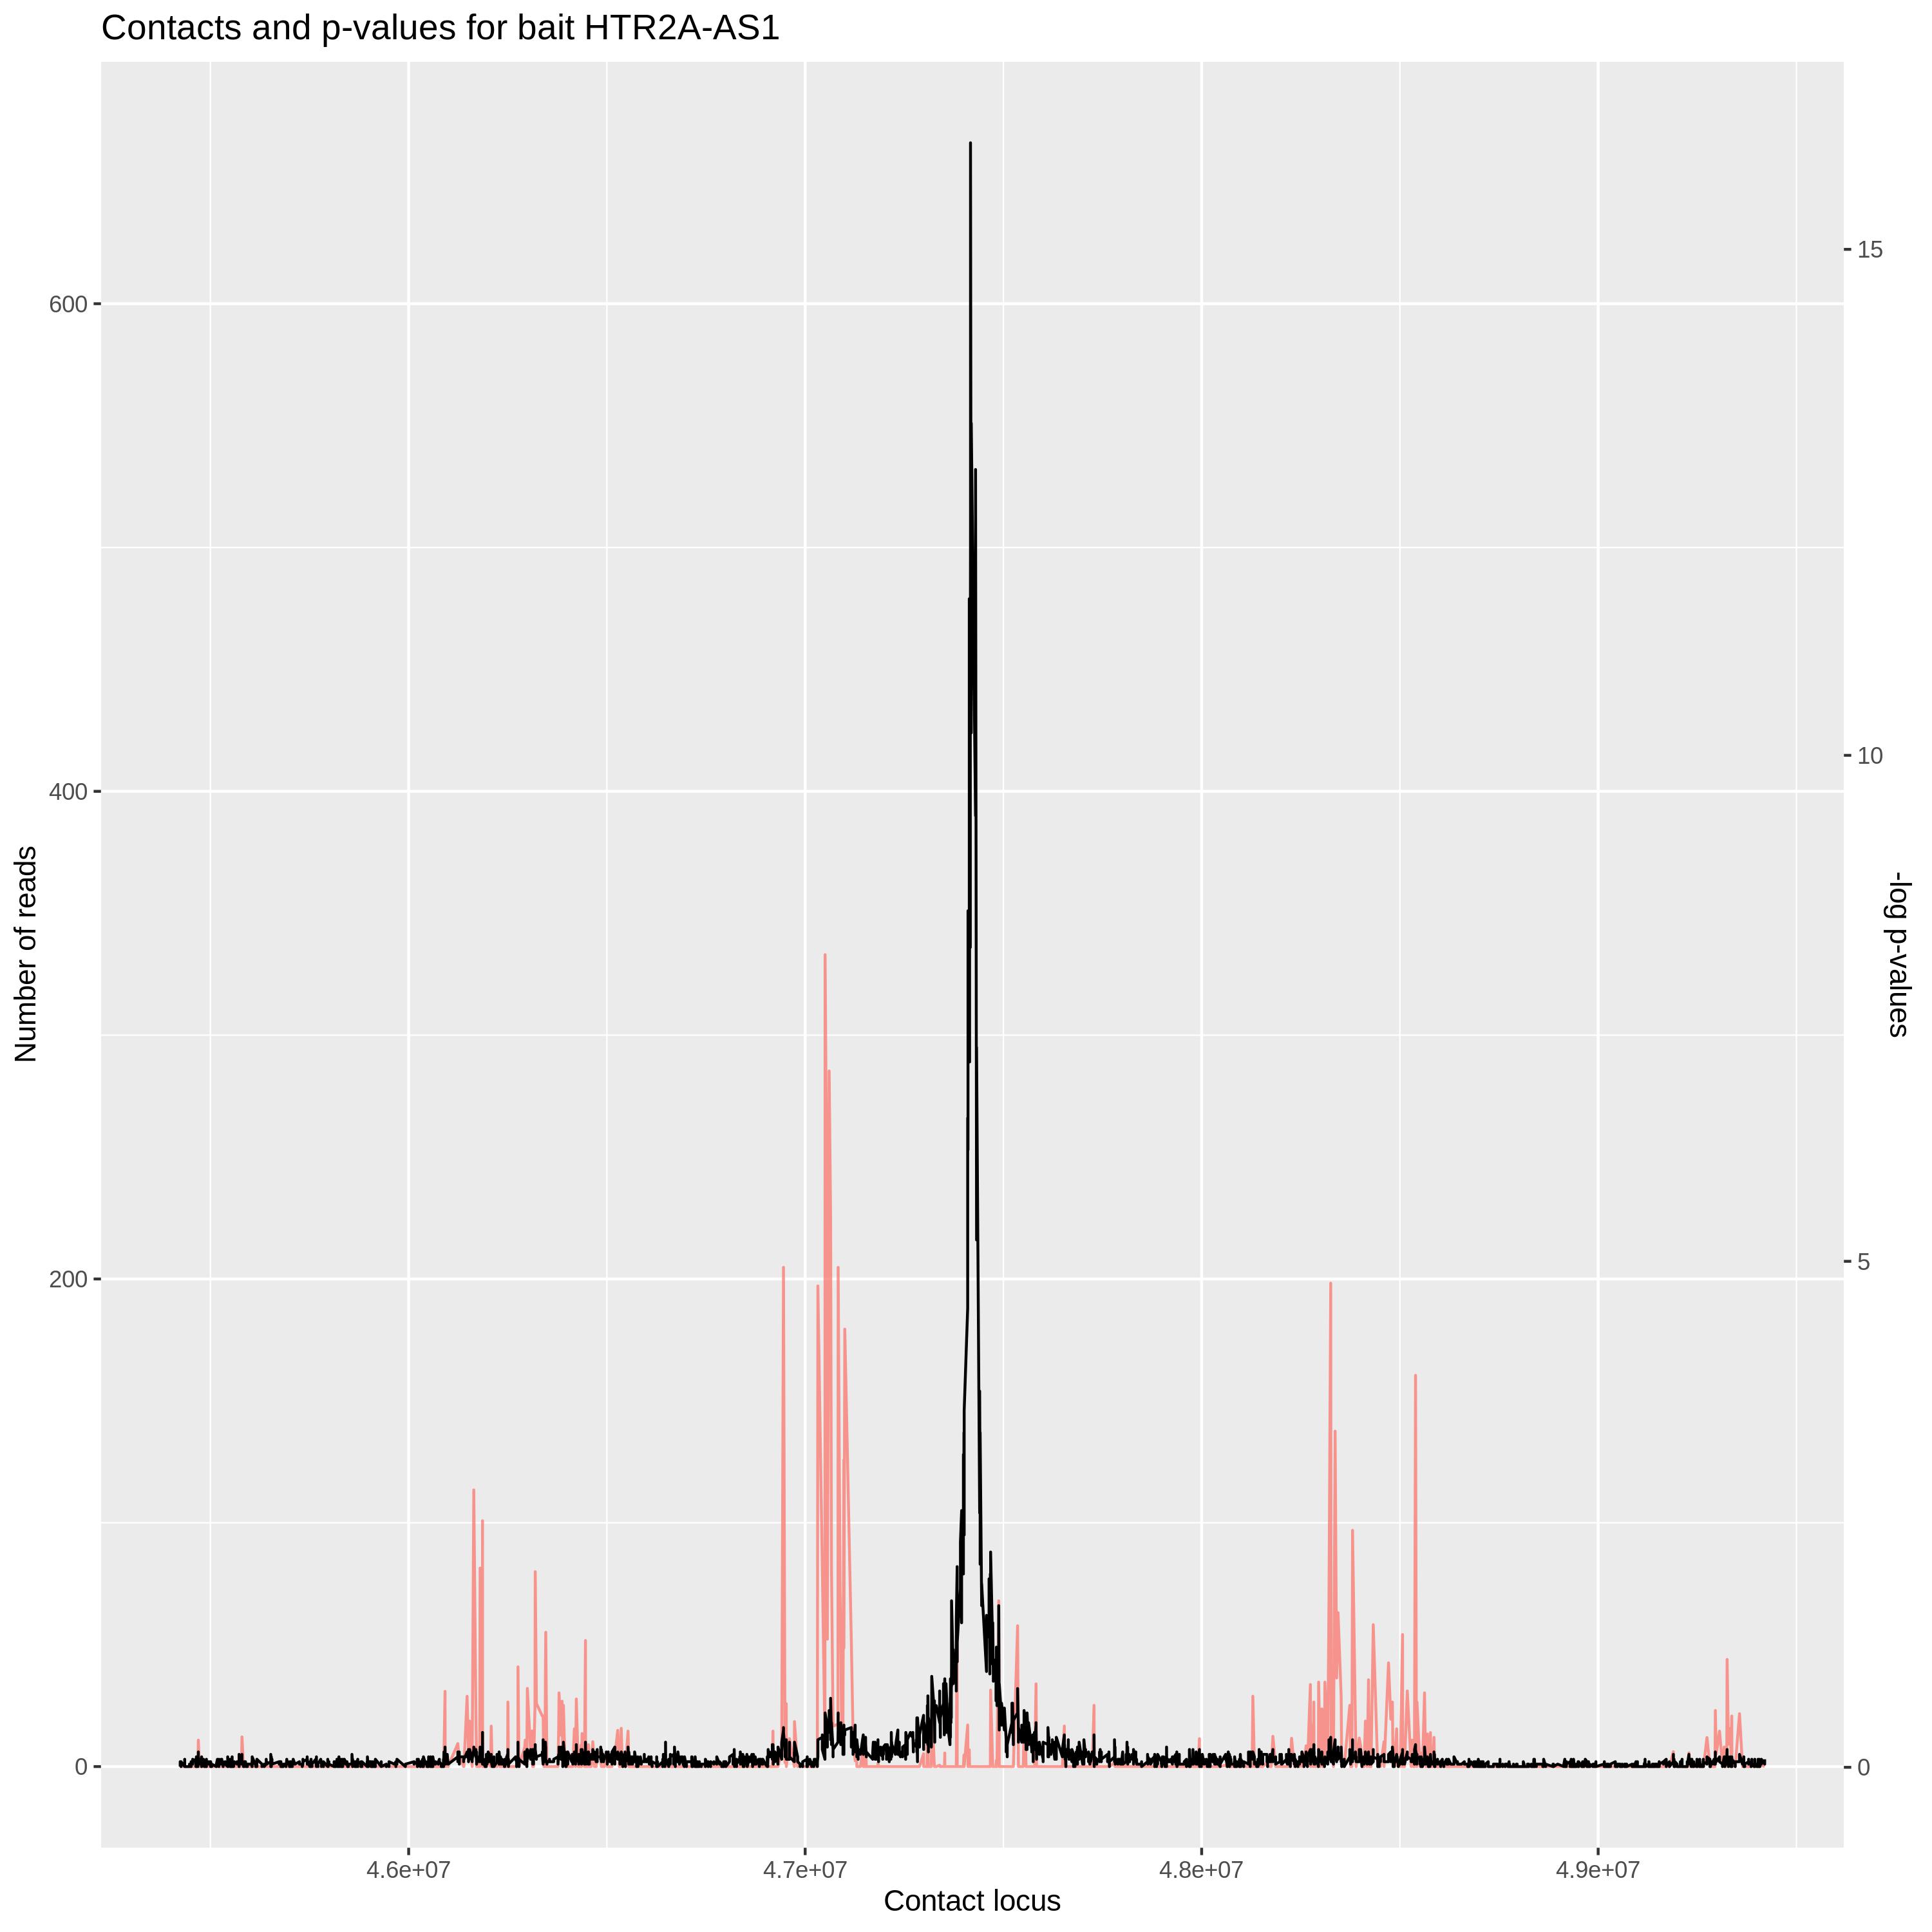 Contacts and p-values for bait HTR2A-AS1
15
600
10
400
Number of reads
-log p-values
5
200
0
0
4.6e+07
4.7e+07
4.8e+07
4.9e+07
Contact locus